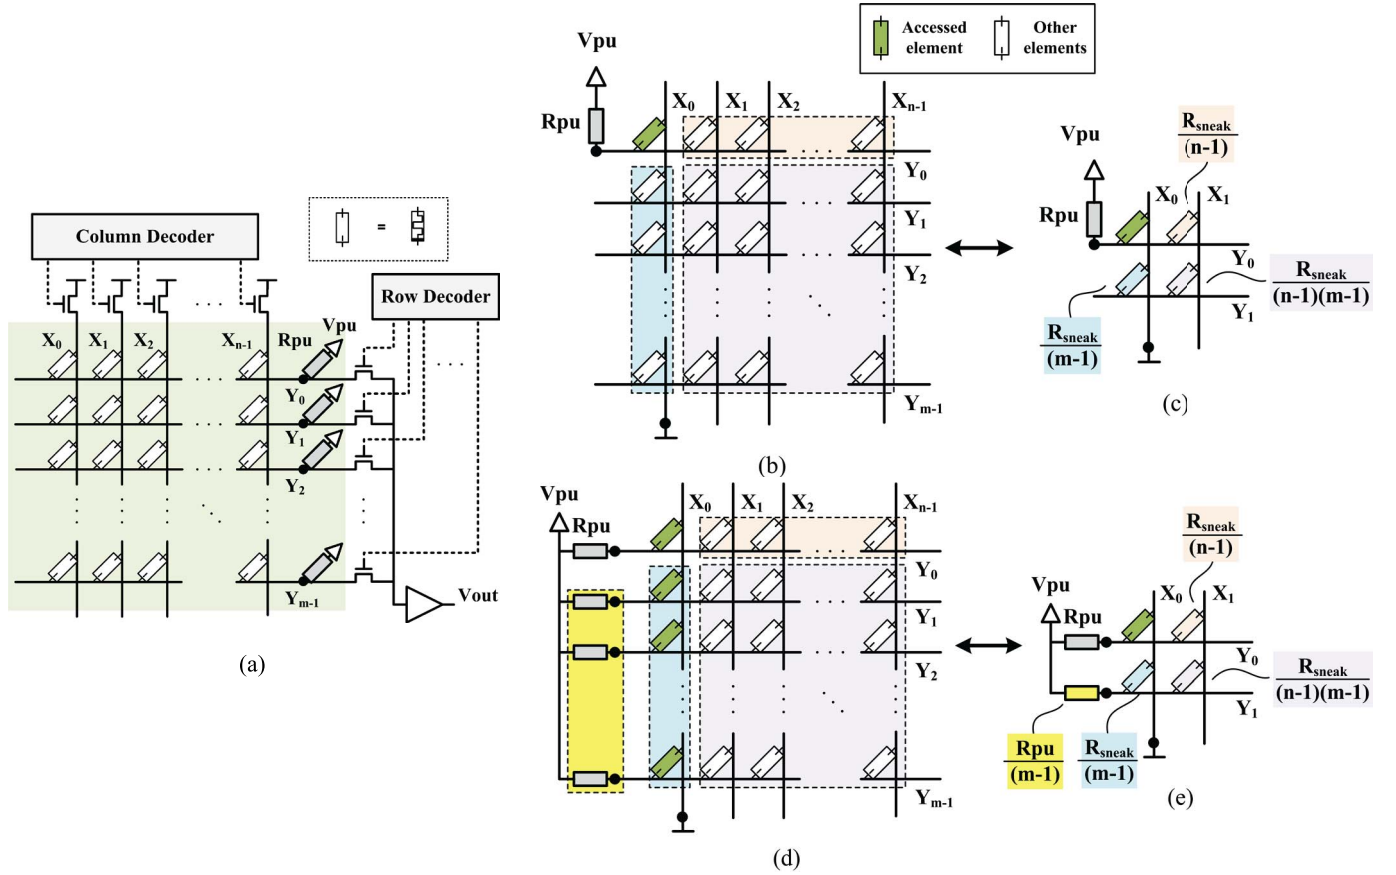 Column Decoder
=
Row Decoder
X0
X1
X2
Xn-1
Rpu
Vpu
. . .
Y0
Y1
Y2
Ym-1
Vout
(a)
Accessed
element
Other
elements
Vpu
Rpu
X0
X1
X2
Xn-1
Y0
Y1
Y2
Ym-1
(b)
Rsneak
(n-1)
Vpu
X0
X1
Rpu
Y0
Y1
Rsneak
(n-1)(m-1)
Rsneak
(m-1)
(c)
Vpu
Rpu
X0
X1
X2
Xn-1
Y0
Y1
Y2
Ym-1
(d)
Rsneak
(n-1)
Vpu
Rpu
X0
X1
Y0
Y1
Rsneak
(n-1)(m-1)
Rpu
(m-1)
Rsneak
(m-1)
(e)